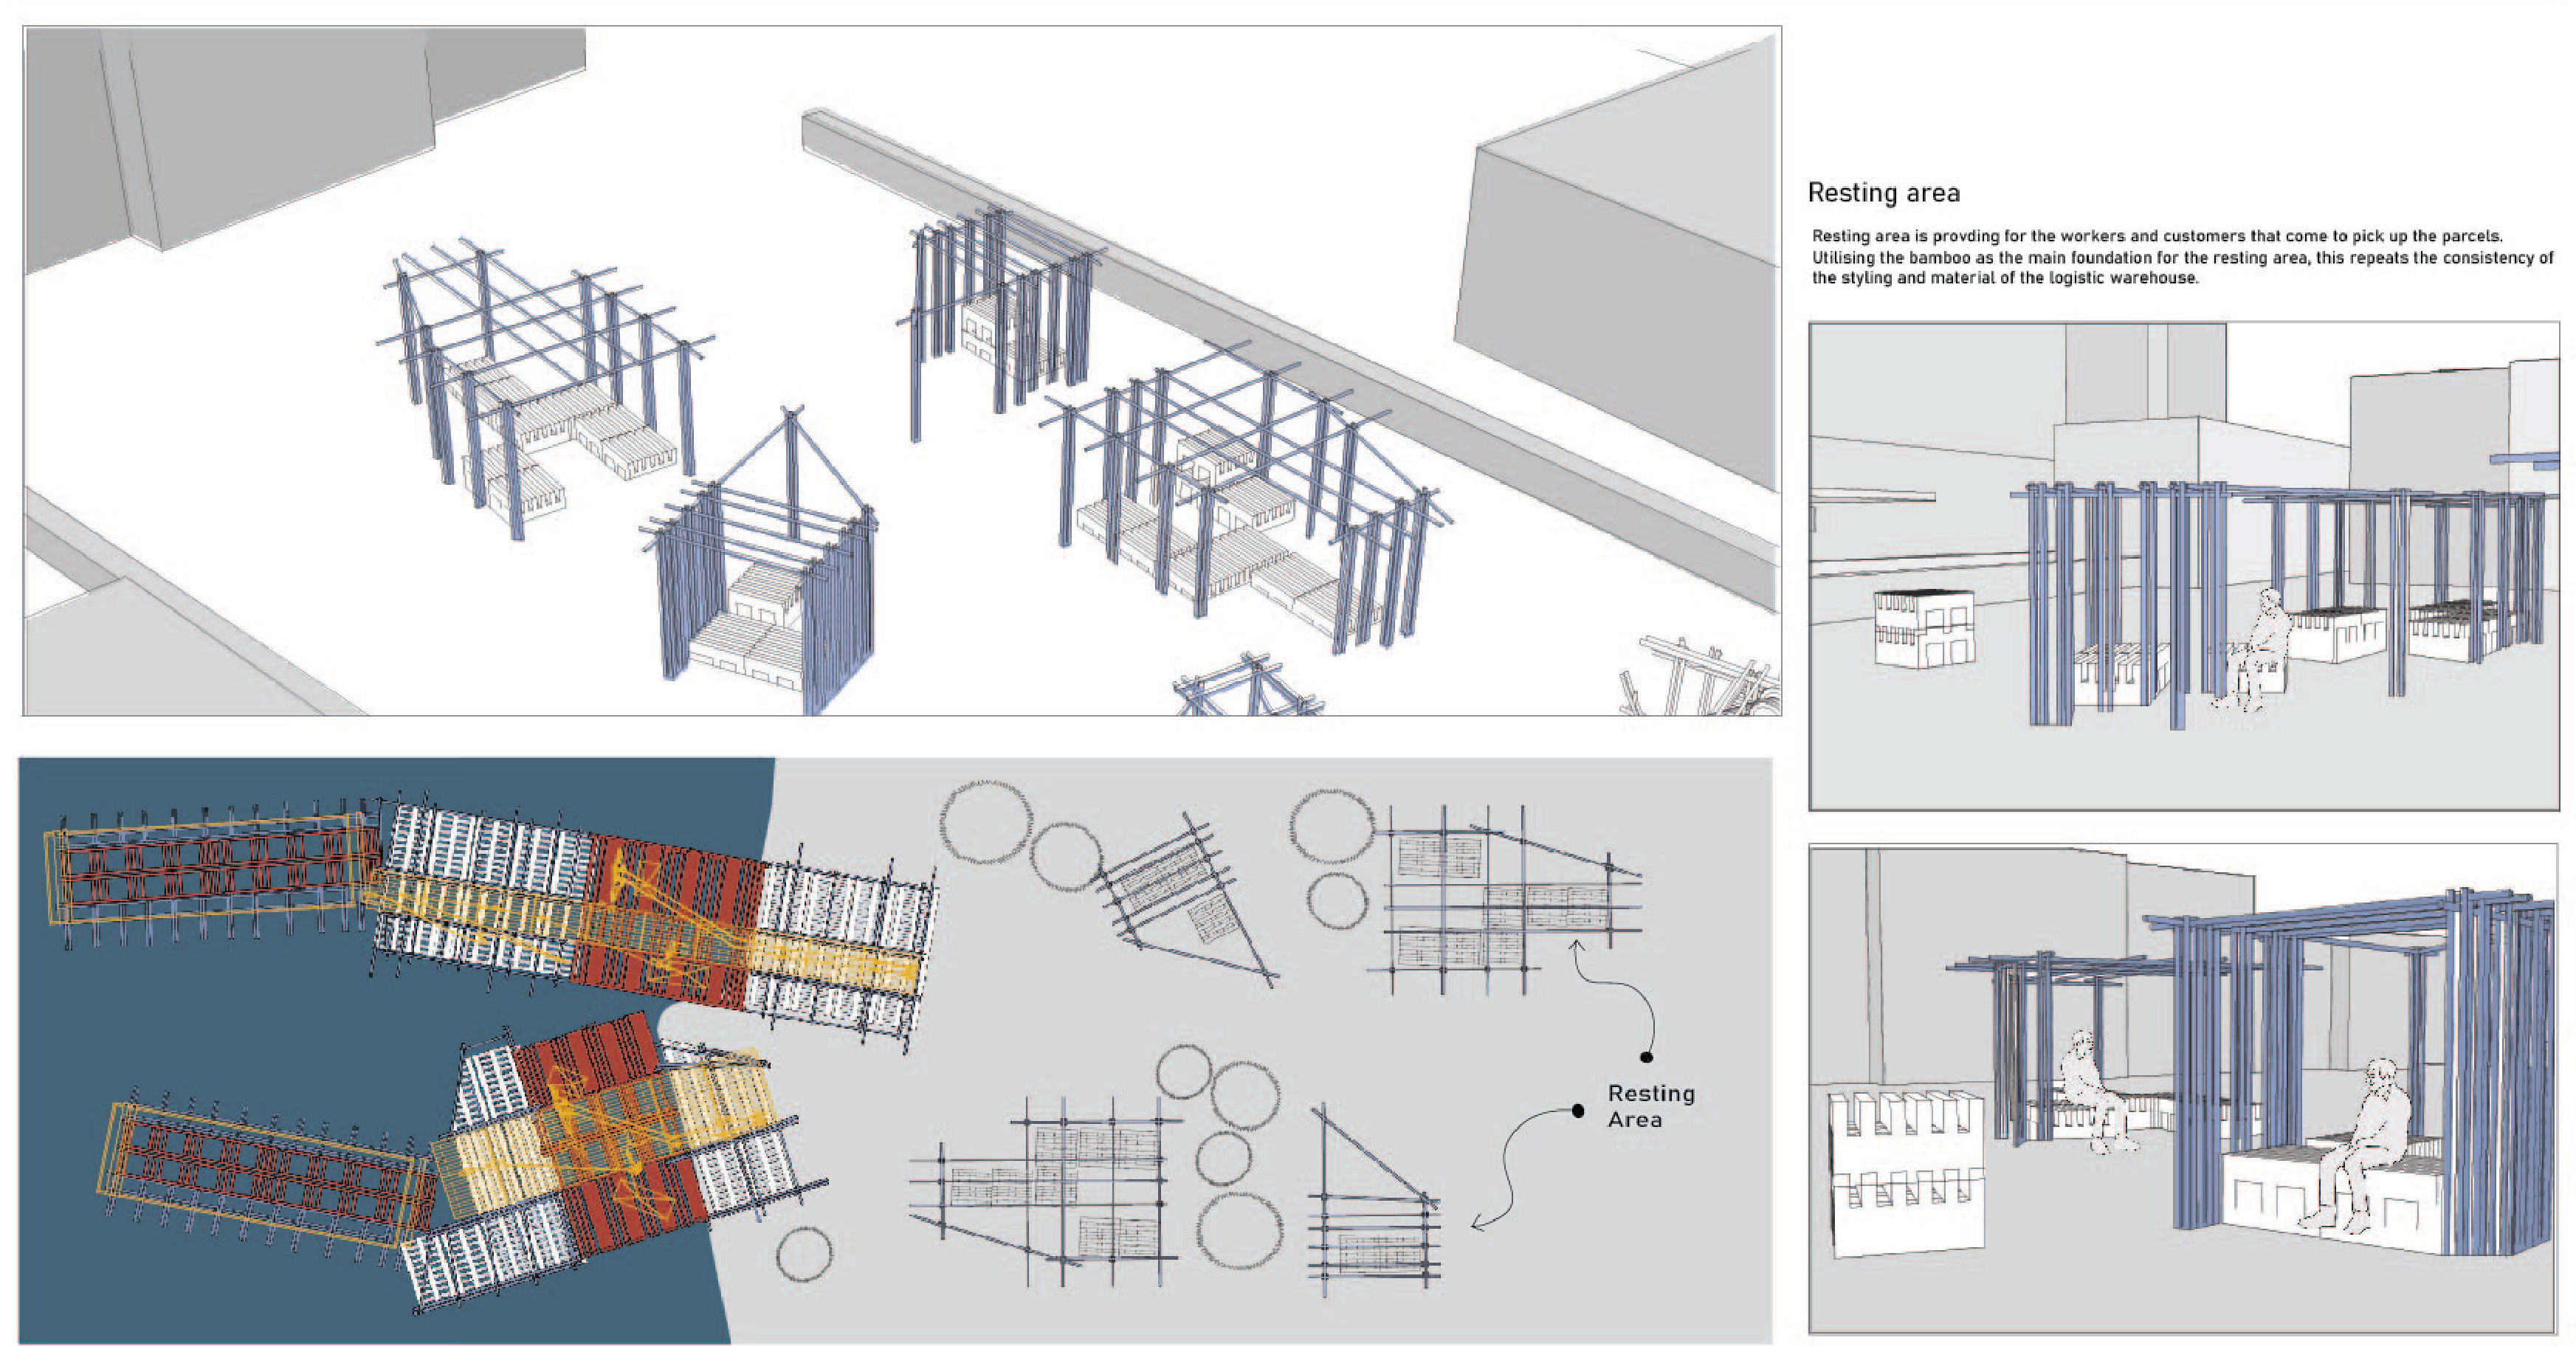 Resting area
Resting area is provding for the workers and customers that come to pick up the parcels.
Utilising the bamboo as the main foundation for the resting area, this repeats the consistency of
the styling and material of the logistic warehouse.
Resting
Area